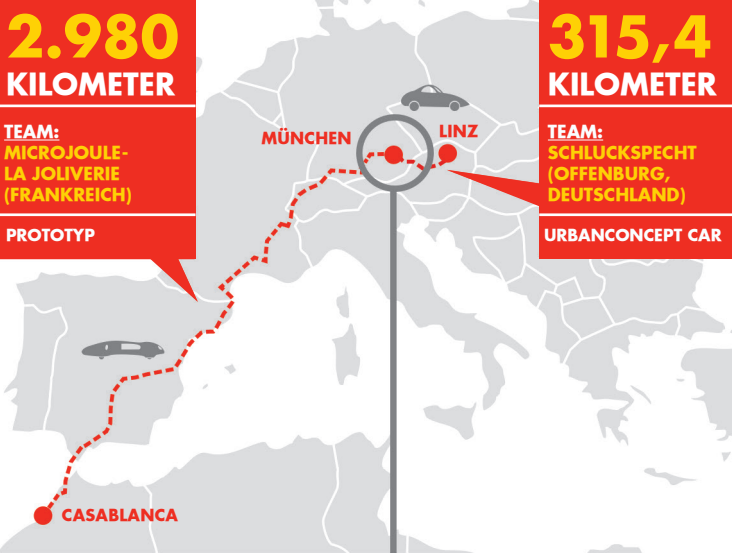 2.980
KILOMETER
TEAM:
MICROJOULE-
LA JOLIVERIE
(FRANKREICH)
PROTOTYP
315,4
KILOMETER
TEAM:
SCHLUCKSPECHT
(OFFENBURG,
DEUTSCHLAND)
URBANCONCEPT CAR
MÜNCHEN
LINZ
CASABLANCA